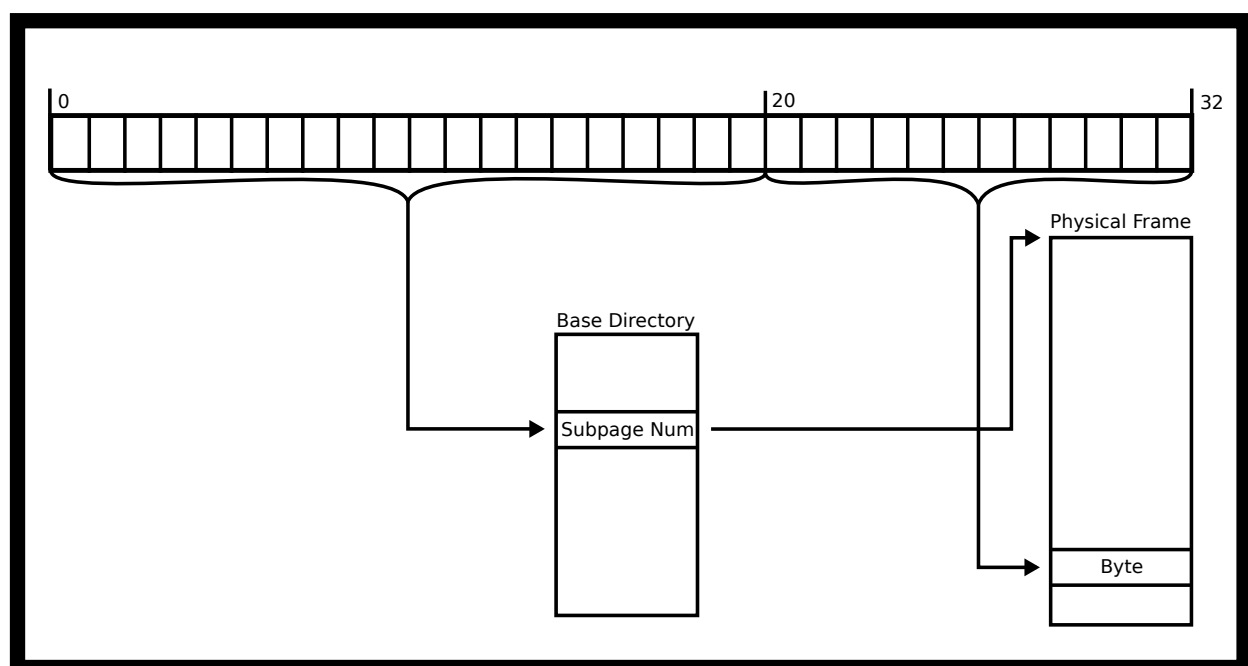 0
20
32
Physical Frame
Base Directory
Subpage Num
Byte